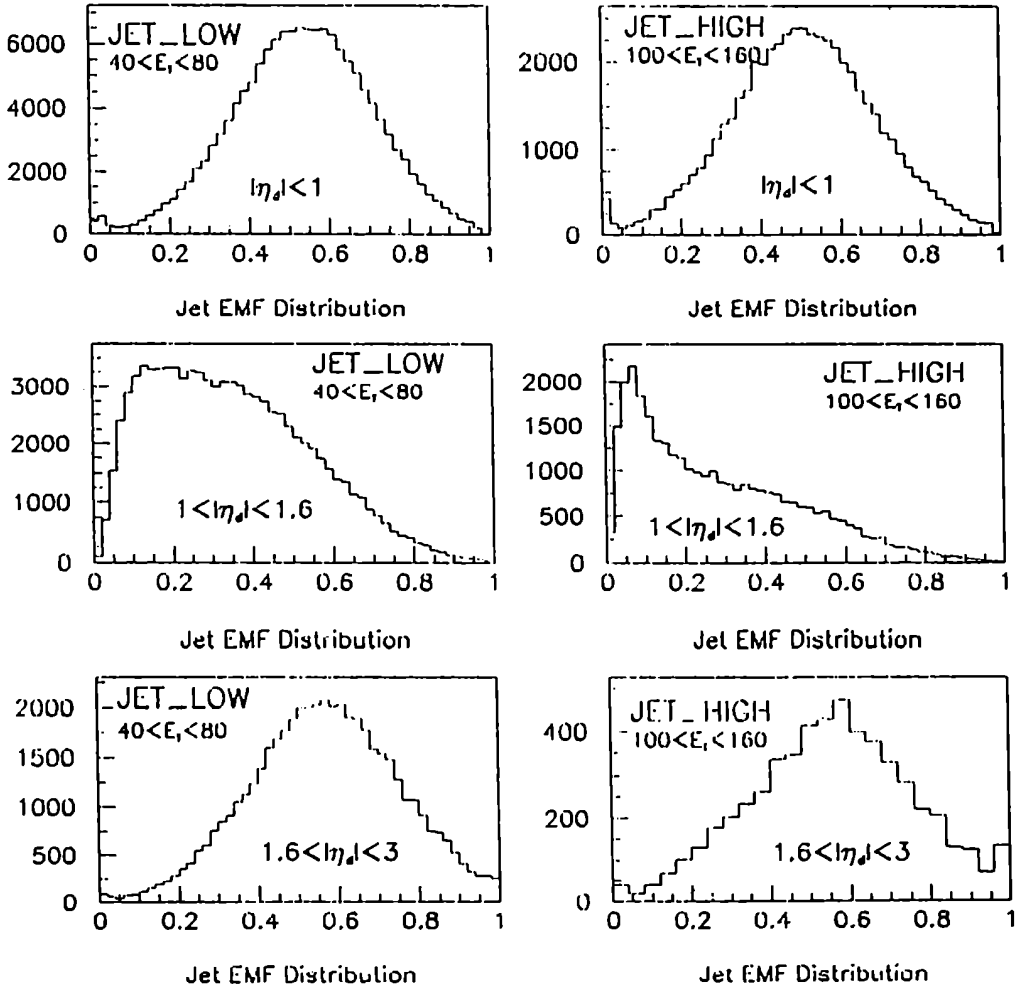 JET_LOW
40<Eₜ<80
|η_d|<1
6000
4000
2000
0
0 0.2 0.4 0.6 0.8 1
Jet EMF Distribution
JET_HIGH
100<Eₜ<160
|η_d|<1
2000
1000
0
0 0.2 0.4 0.6 0.8 1
Jet EMF Distribution
JET_LOW
40<Eₜ<80
1<|η_d|<1.6
3000
2000
1000
0
0 0.2 0.4 0.6 0.8 1
Jet EMF Distribution
JET_HIGH
100<Eₜ<160
1<|η_d|<1.6
2000
1500
1000
500
0
0 0.2 0.4 0.6 0.8 1
Jet EMF Distribution
JET_LOW
40<Eₜ<80
1.6<|η_d|<3
2000
1500
1000
500
0
0 0.2 0.4 0.6 0.8 1
Jet EMF Distribution
JET_HIGH
100<Eₜ<160
1.6<|η_d|<3
400
200
0
0 0.2 0.4 0.6 0.8 1
Jet EMF Distribution